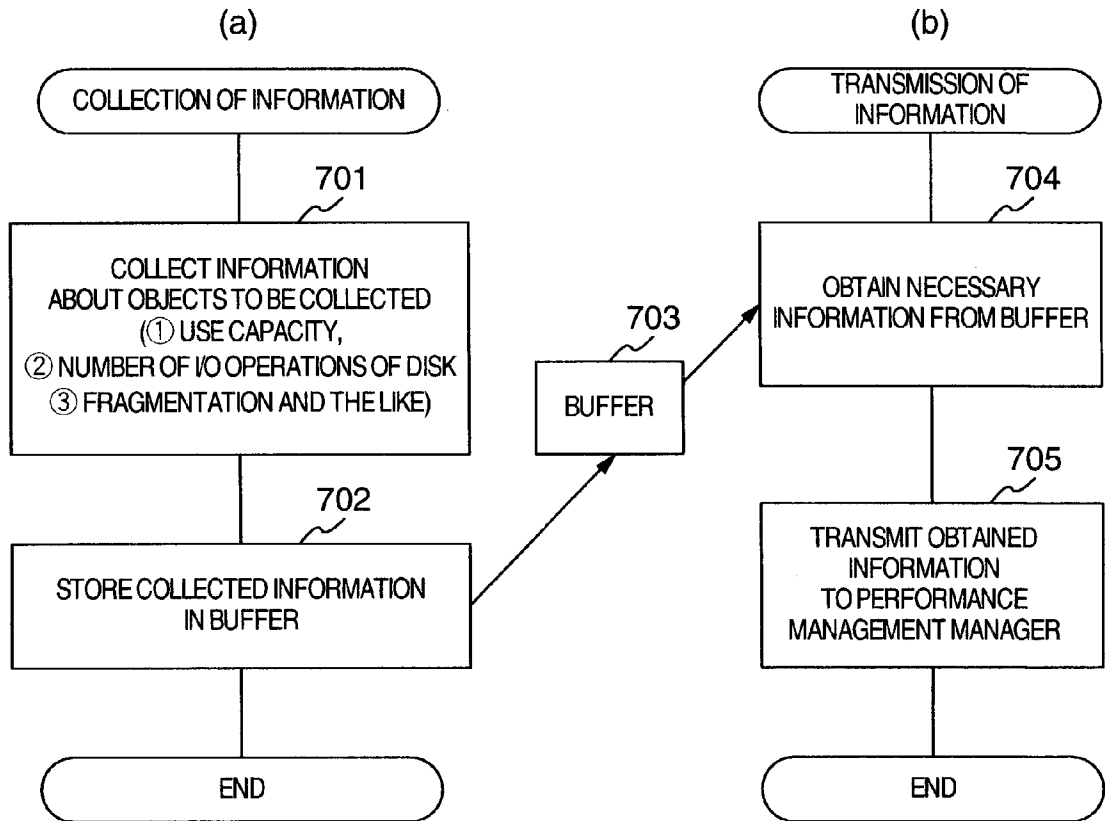 (a)
COLLECTION OF INFORMATION
701
COLLECT INFORMATION
ABOUT OBJECTS TO BE COLLECTED
(① USE CAPACITY,
② NUMBER OF I/O OPERATIONS OF DISK
③ FRAGMENTATION AND THE LIKE)
702
STORE COLLECTED INFORMATION
IN BUFFER
END
703
BUFFER
(b)
TRANSMISSION OF
INFORMATION
704
OBTAIN NECESSARY
INFORMATION FROM BUFFER
705
TRANSMIT OBTAINED
INFORMATION
TO PERFORMANCE
MANAGEMENT MANAGER
END